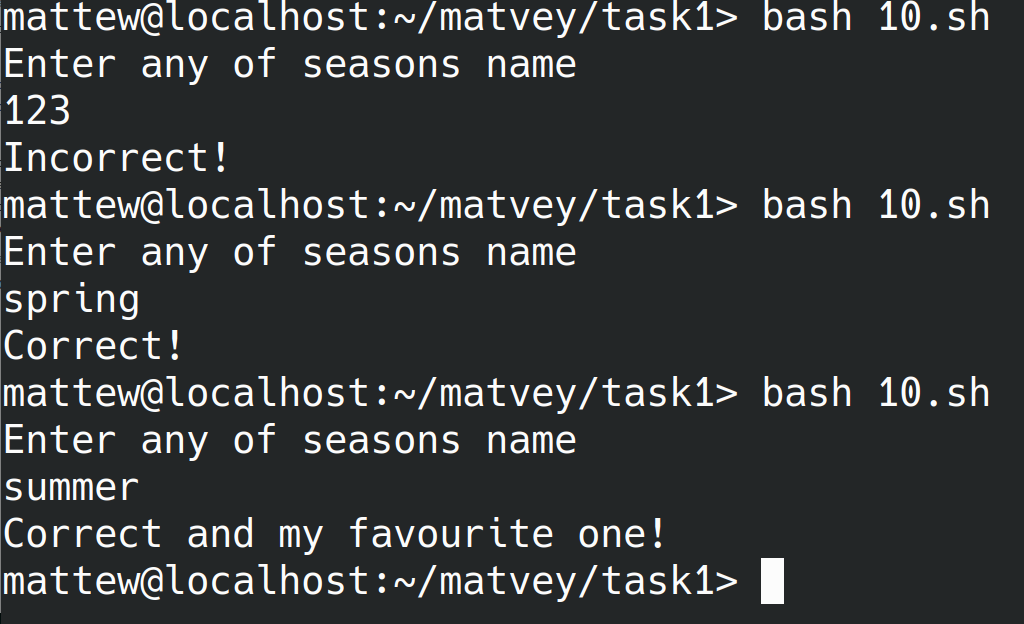 mattew@localhost:~/matvey/task1> bash 10.sh
Enter any of seasons name
123
Incorrect!
mattew@localhost:~/matvey/task1> bash 10.sh
Enter any of seasons name
spring
Correct!
mattew@localhost:~/matvey/task1> bash 10.sh
Enter any of seasons name
summer
Correct and my favourite one!
mattew@localhost:~/matvey/task1>